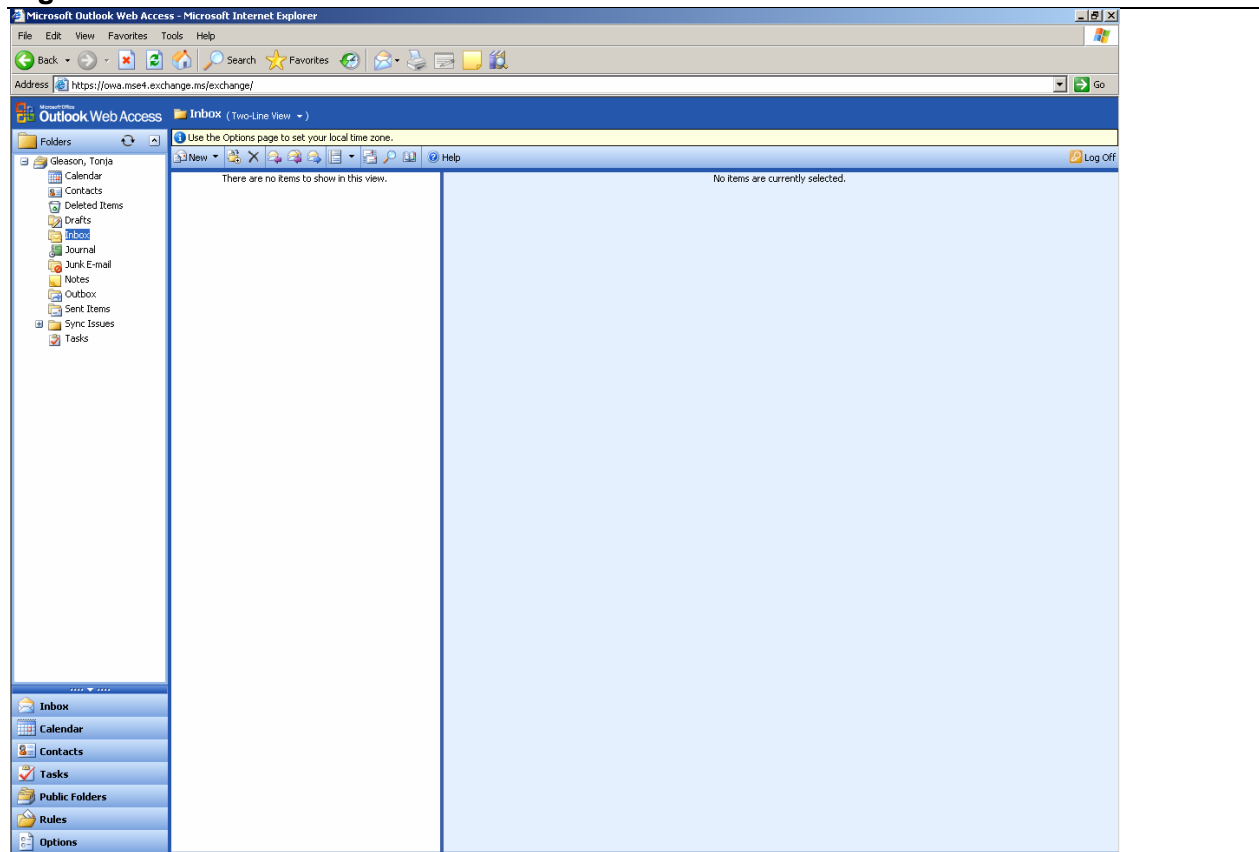 Microsoft Outlook Web Access - Microsoft Internet Explorer
File Edit View Favorites Tools Help
Back Search Favorites
Address https://owa.mse4.exchange.ms/exchange/ Go
Microsoft Office
Outlook Web Access Inbox (Two-Line View)
Folders
Use the Options page to set your local time zone.
New Help Log Off
Gleason, Tonja
There are no items to show in this view.
No items are currently selected.
Calendar
Contacts
Deleted Items
Drafts
Inbox
Journal
Junk E-mail
Notes
Outbox
Sent Items
Sync Issues
Tasks
Inbox
Calendar
Contacts
Tasks
Public Folders
Rules
Options